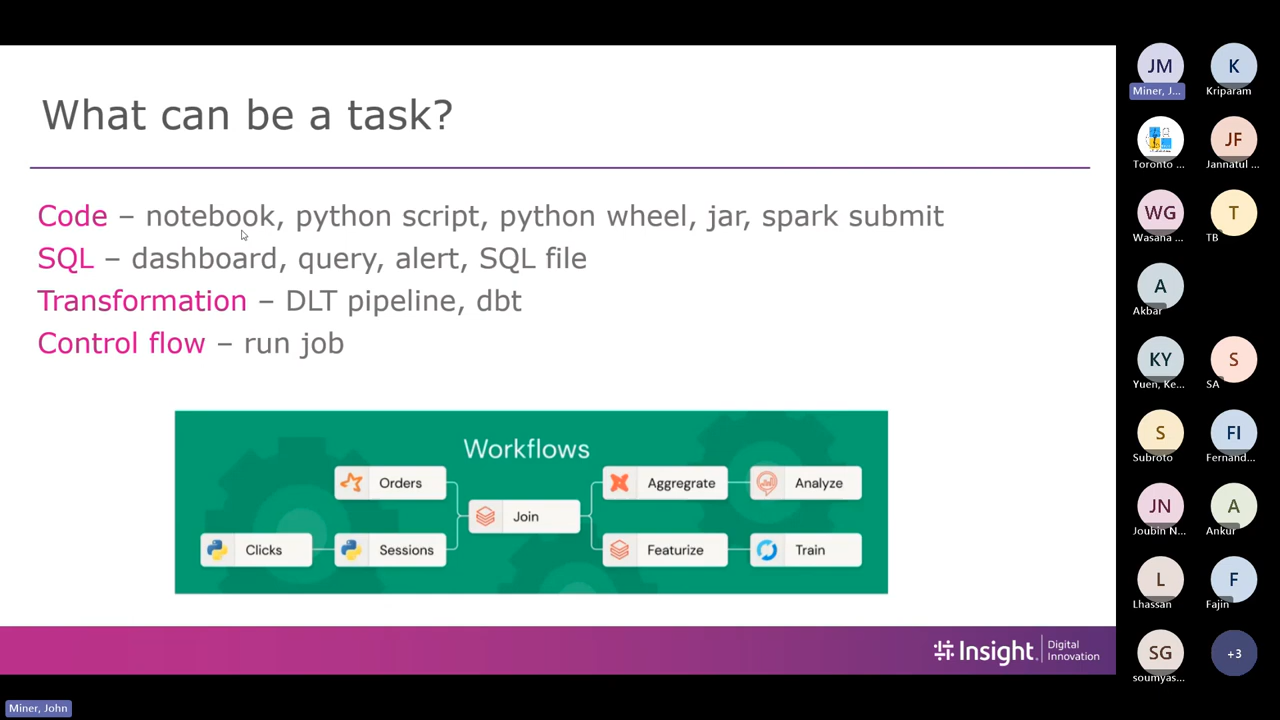 What can be a task?
Code – notebook, python script, python wheel, jar, spark submit
SQL – dashboard, query, alert, SQL file
Transformation – DLT pipeline, dbt
Control flow – run job
Workflows
Orders
Aggregrate
Analyze
Join
Clicks
Sessions
Featurize
Train
Insight.
Digital
Innovation
JM
Miner, J...
K
Kriparam
Toronto ...
JF
Jannatul ...
WG
Wasana ...
T
TB
A
Akbar
KY
Yuen, Ke...
S
SA
S
Subroto
FI
Fernand...
JN
Joubin N...
A
Ankur
L
Lhassan
F
Fajin
SG
soumyas...
+3
Miner, John